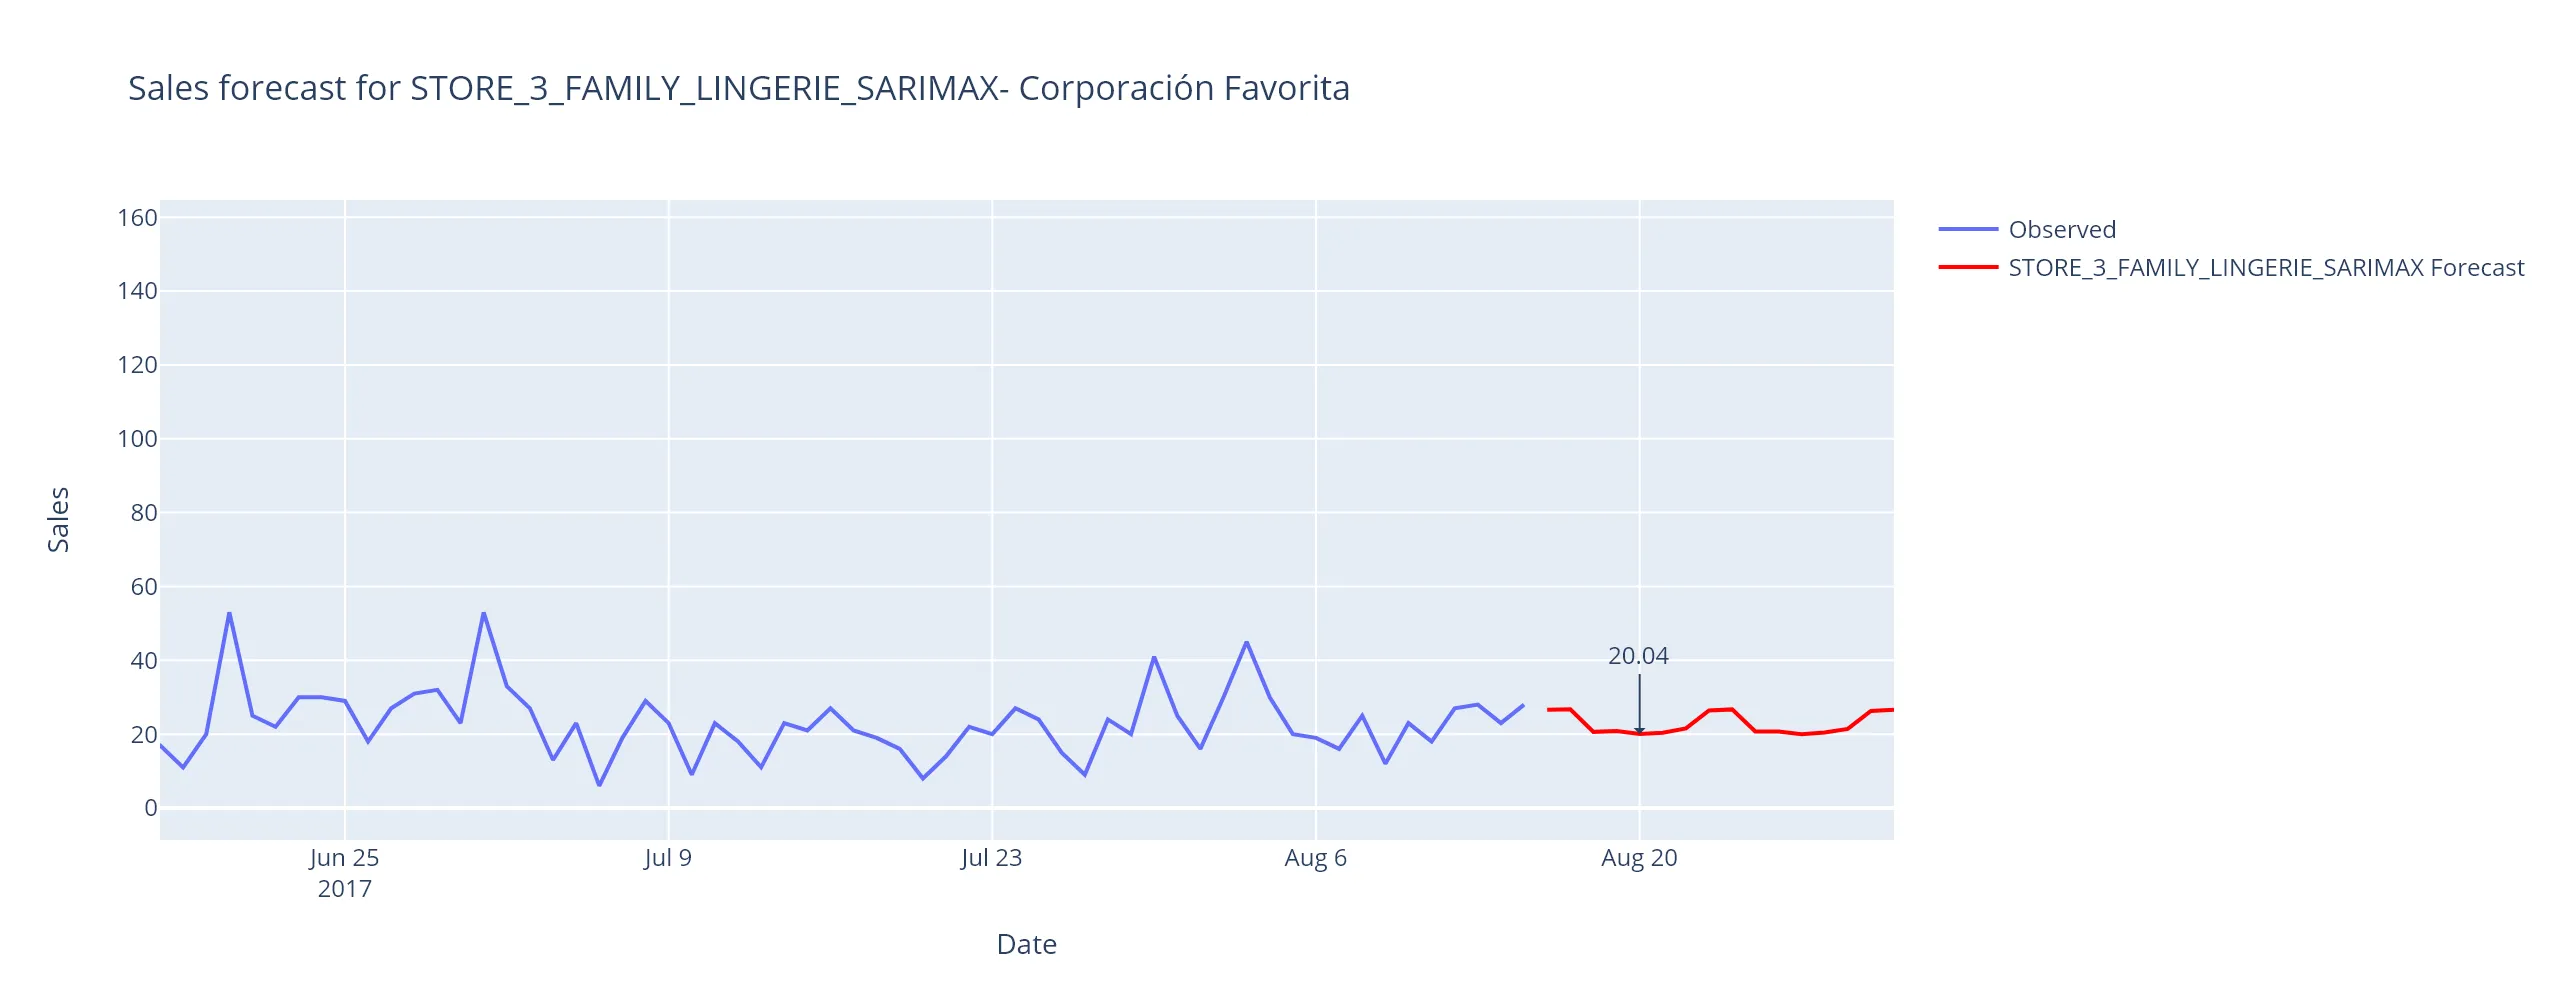 Sales forecast for STORE_3_FAMILY_LINGERIE_SARIMAX- Corporación Favorita
Observed
STORE_3_FAMILY_LINGERIE_SARIMAX Forecast
160
140
120
100
80
60
40
20
0
Sales
20.04
Jun 25
2017
Jul 9
Jul 23
Aug 6
Aug 20
Date